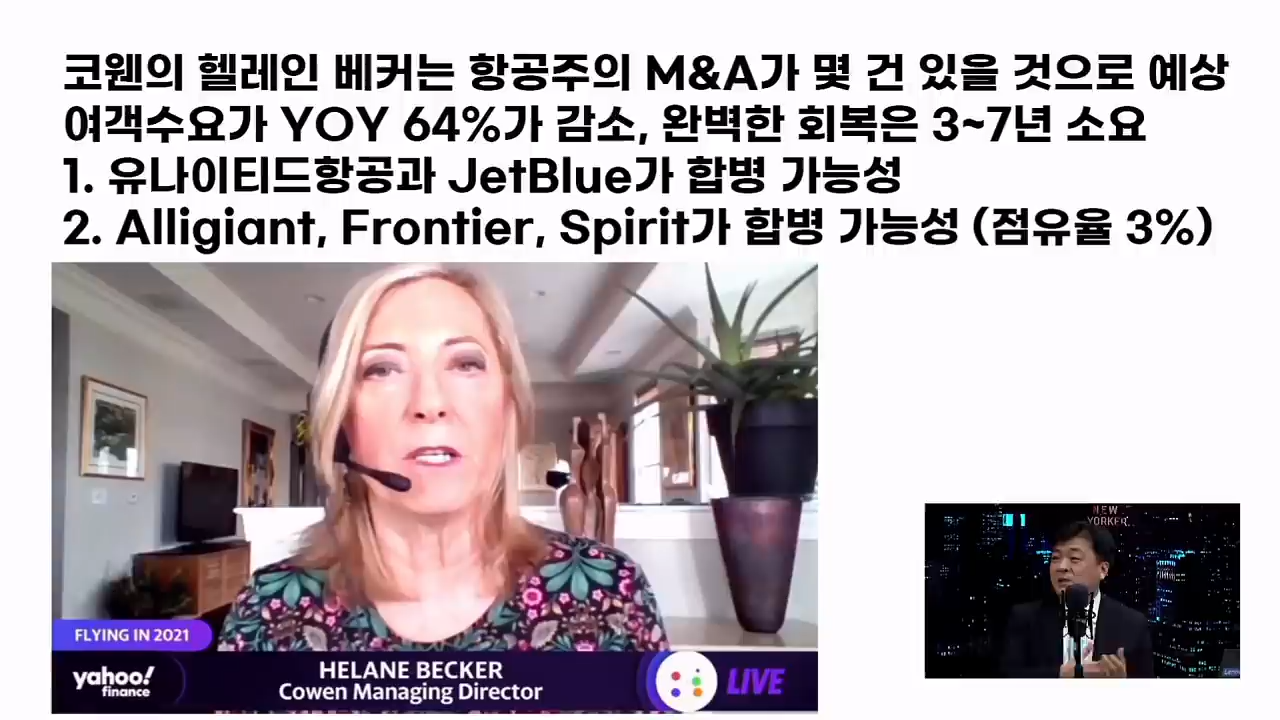 코웬의 헬레인 베커는 항공주의 M&A가 몇 건 있을 것으로 예상
여객수요가 YOY 64%가 감소, 완벽한 회복은 3~7년 소요
1. 유나이티드항공과 JetBlue가 합병 가능성
2. Alligiant, Frontier, Spirit가 합병 가능성 (점유율 3%)
NEW
YORKER
FLYING IN 2021
yahoo!
finance
HELANE BECKER
Cowen Managing Director
LIVE